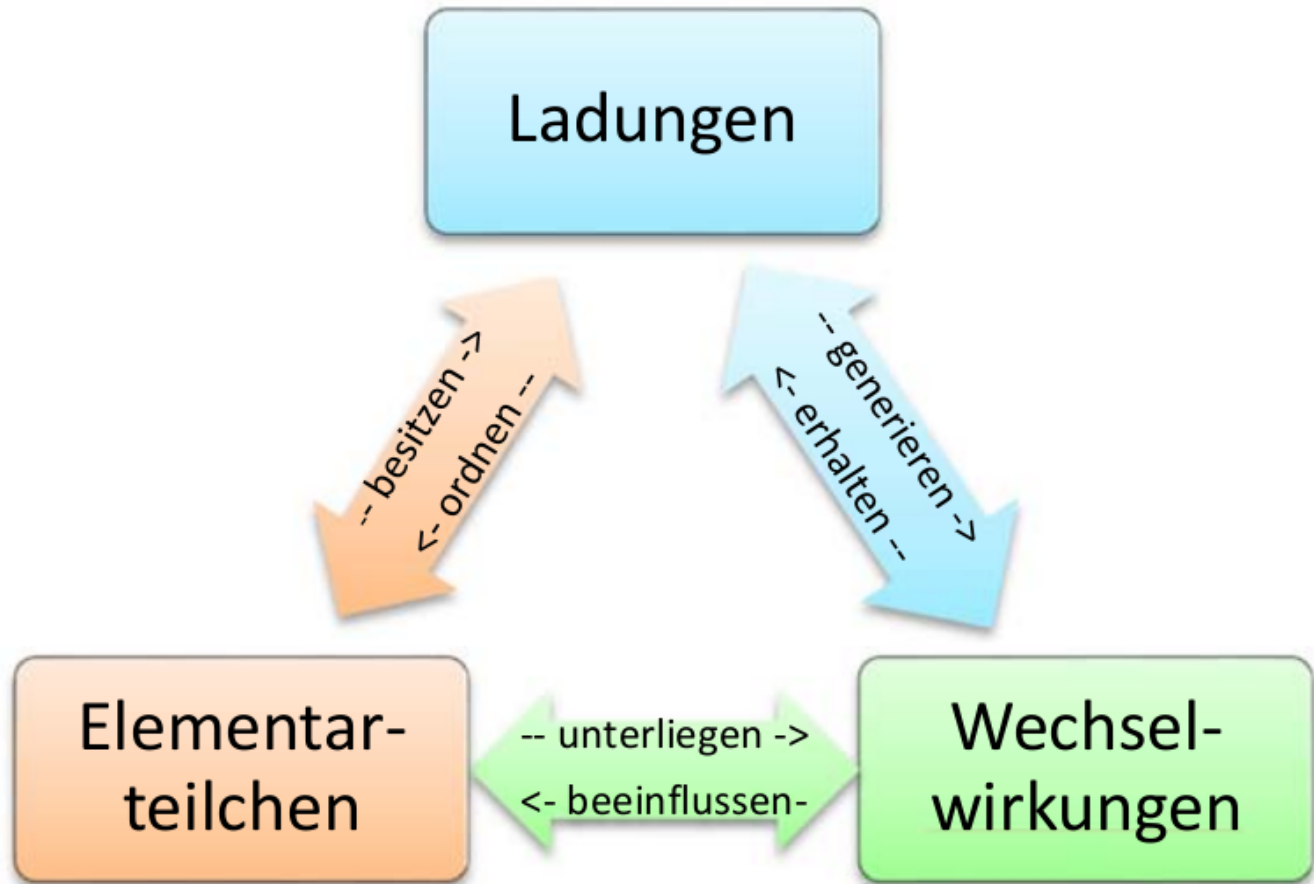 Ladungen
-- besitzen ->
<- ordnen --
-- generieren ->
<- erhalten --
Elementar-
teilchen
-- unterliegen ->
<- beeinflussen-
Wechsel-
wirkungen